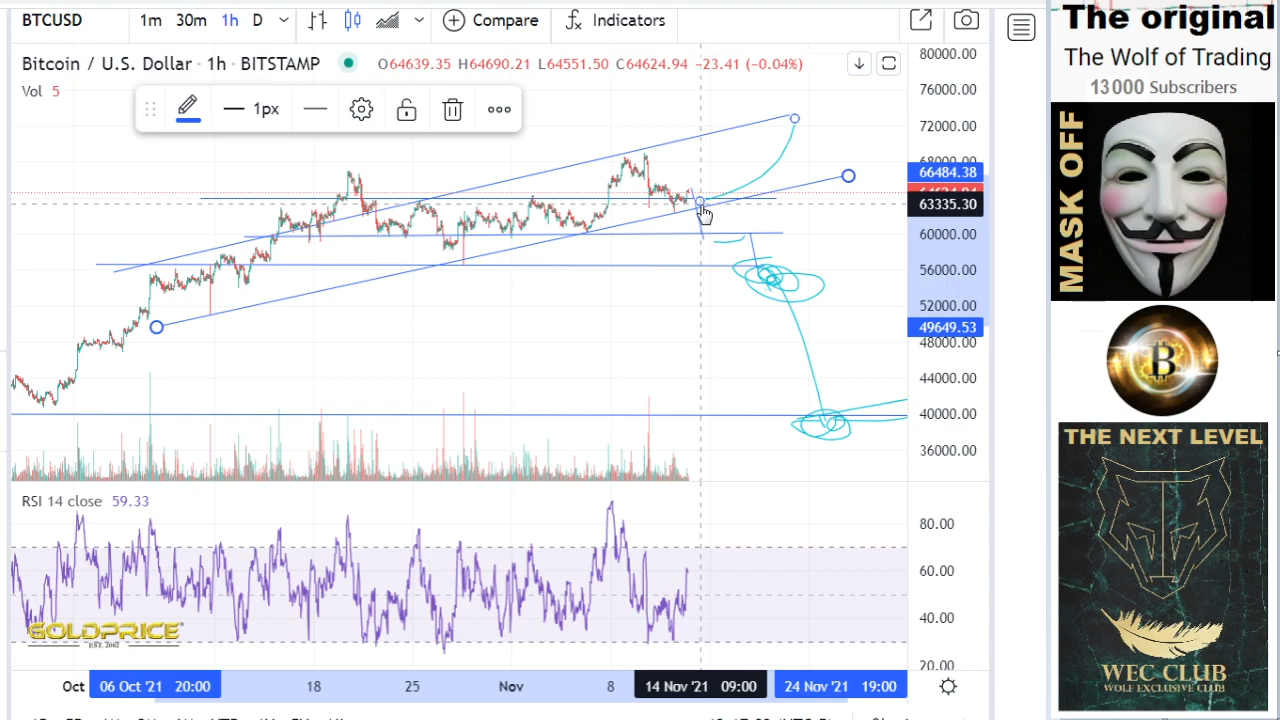 BTCUSD
1m 30m 1h D
Compare
Indicators
Bitcoin / U.S. Dollar · 1h · BITSTAMP
O64639.35 H64690.21 L64551.50 C64624.94 −23.41 (−0.04%)
Vol 5
1px
80000.00
76000.00
72000.00
68000.00
66484.38
63335.30
60000.00
56000.00
52000.00
49649.53
48000.00
44000.00
40000.00
36000.00
RSI 14 close 59.33
80.00
60.00
40.00
20.00
GOLDPRICE
EST. 2002
Oct
06 Oct '21 20:00
18
25
Nov
8
14 Nov '21 09:00
24 Nov '21 19:00
The original
The Wolf of Trading
13000 Subscribers
MASK OFF
B
THE NEXT LEVEL
WEC CLUB
WOLF EXCLUSIVE CLUB